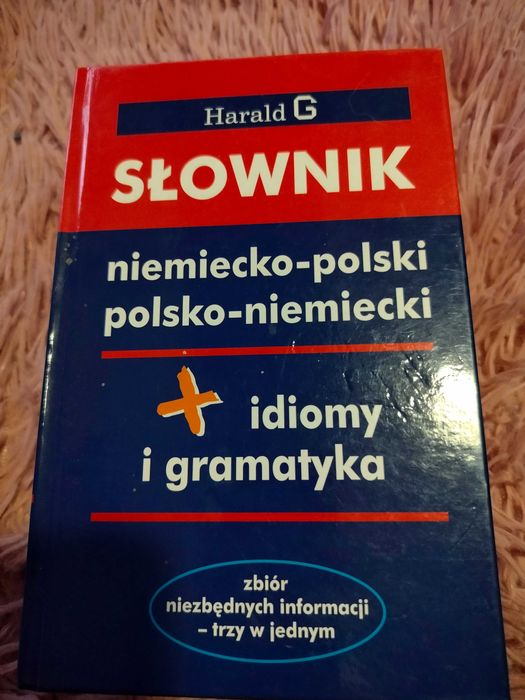 Harald G
SŁOWNIK
niemiecko-polski
polsko-niemiecki
+ idiomy
i gramatyka
zbiór
niezbędnych informacji
– trzy w jednym